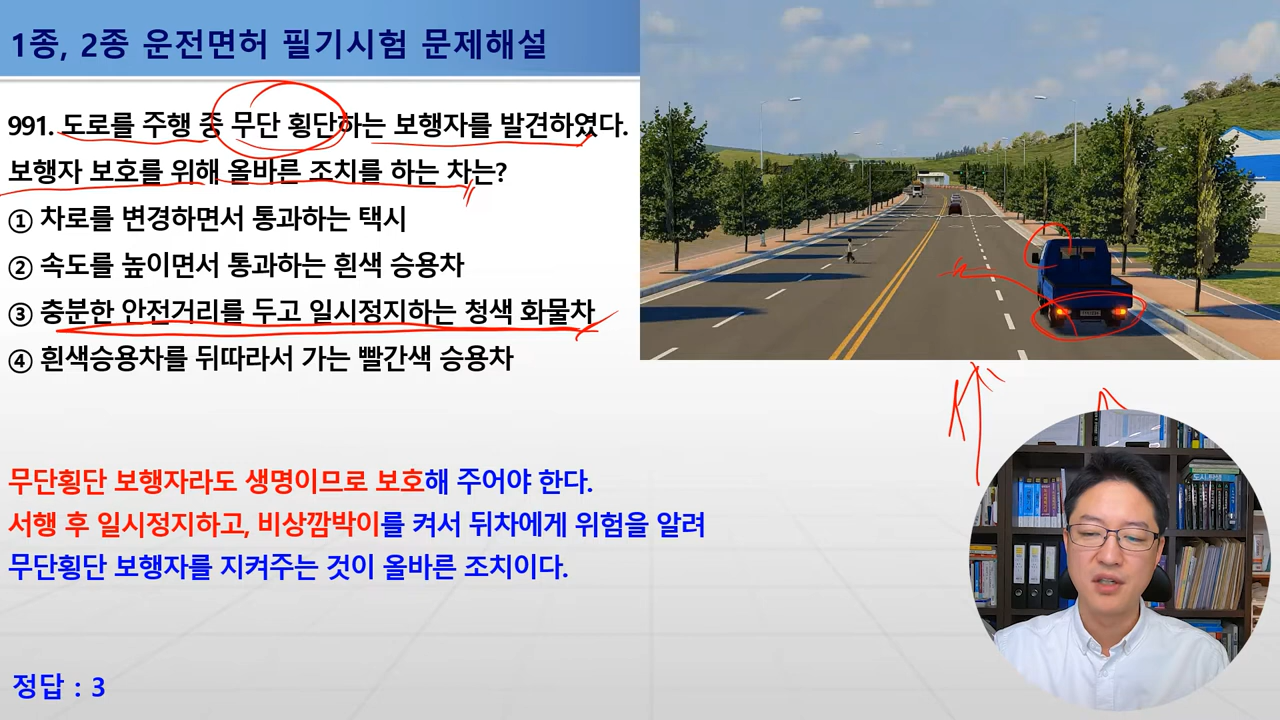 1종, 2종 운전면허 필기시험 문제해설
991. 도로를 주행 중 무단 횡단하는 보행자를 발견하였다.
보행자 보호를 위해 올바른 조치를 하는 차는?
① 차로를 변경하면서 통과하는 택시
② 속도를 높이면서 통과하는 흰색 승용차
③ 충분한 안전거리를 두고 일시정지하는 청색 화물차
④ 흰색승용차를 뒤따라서 가는 빨간색 승용차
무단횡단 보행자라도 생명이므로 보호해 주어야 한다.
서행 후 일시정지하고, 비상깜박이를 켜서 뒤차에게 위험을 알려
무단횡단 보행자를 지켜주는 것이 올바른 조치이다.
정답 : 3